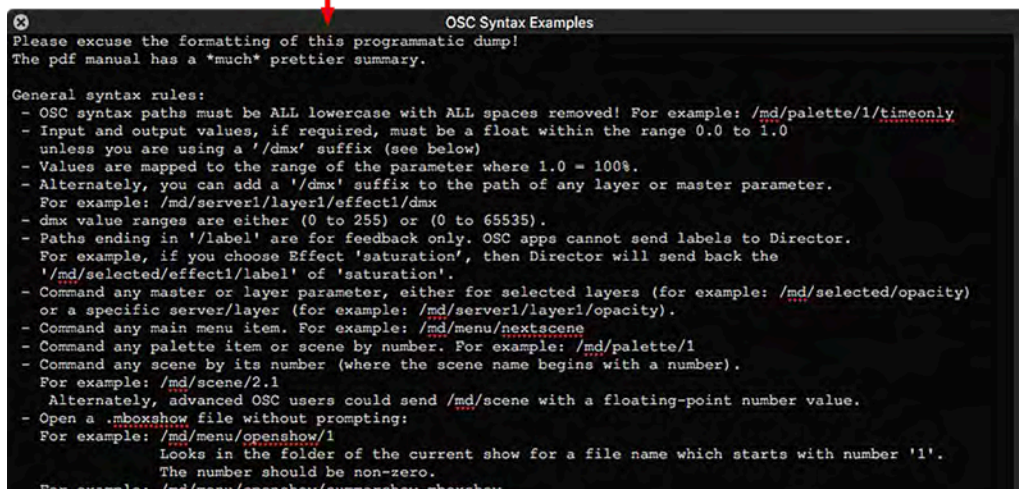 OSC Syntax Examples
Please excuse the formatting of this programmatic dump!
The pdf manual has a *much* prettier summary.
General syntax rules:
- OSC syntax paths must be ALL lowercase with ALL spaces removed! For example: /md/palette/1/timeonly
- Input and output values, if required, must be a float within the range 0.0 to 1.0
unless you are using a '/dmx' suffix (see below)
- Values are mapped to the range of the parameter where 1.0 = 100%.
- Alternately, you can add a '/dmx' suffix to the path of any layer or master parameter.
For example: /md/server1/layer1/effect1/dmx
- dmx value ranges are either (0 to 255) or (0 to 65535).
- Paths ending in '/label' are for feedback only. OSC apps cannot send labels to Director.
For example, if you choose Effect 'saturation', then Director will send back the
'/md/selected/effect1/label' of 'saturation'.
- Command any master or layer parameter, either for selected layers (for example: /md/selected/opacity)
or a specific server/layer (for example: /md/server1/layer1/opacity).
- Command any main menu item. For example: /md/menu/nextscene
- Command any palette item or scene by number. For example: /md/palette/1
- Command any scene by its number (where the scene name begins with a number).
For example: /md/scene/2.1
Alternately, advanced OSC users could send /md/scene with a floating-point number value.
- Open a .mboxshow file without prompting:
For example: /md/menu/openshow/1
Looks in the folder of the current show for a file name which starts with number '1'.
The number should be non-zero.